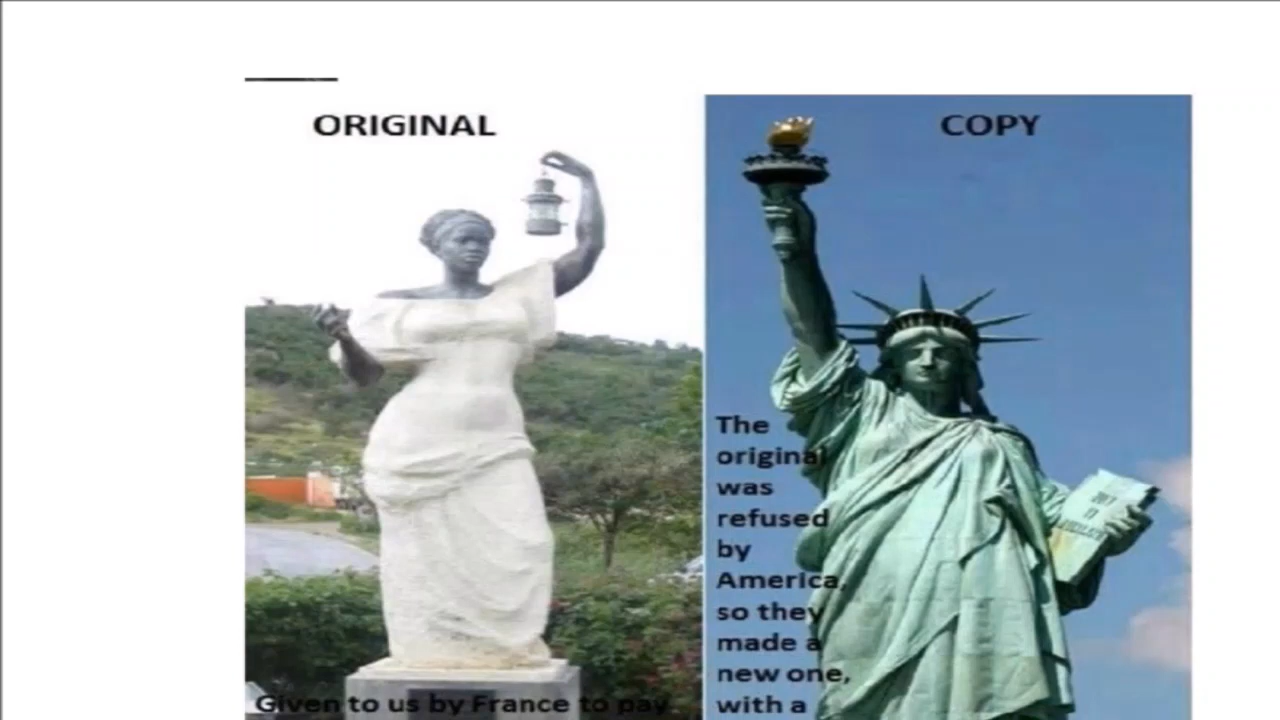 ORIGINAL
COPY
Given to us by France to pay
The
original
was
refused
by
America,
so they
made a
new one,
with a